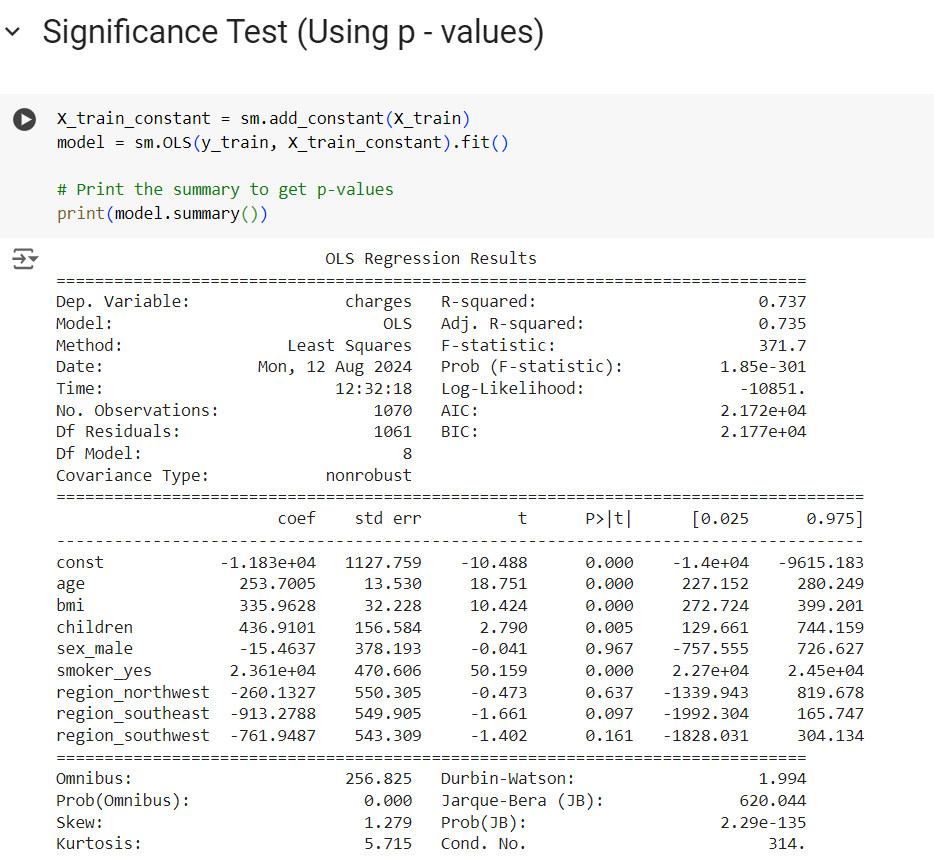 Significance Test (Using p - values)
X_train_constant = sm.add_constant(X_train)
model = sm.OLS(y_train, X_train_constant).fit()
# Print the summary to get p-values
print(model.summary())
OLS Regression Results
==============================================================================
Dep. Variable: charges R-squared: 0.737
Model: OLS Adj. R-squared: 0.735
Method: Least Squares F-statistic: 371.7
Date: Mon, 12 Aug 2024 Prob (F-statistic): 1.85e-301
Time: 12:32:18 Log-Likelihood: -10851.
No. Observations: 1070 AIC: 2.172e+04
Df Residuals: 1061 BIC: 2.177e+04
Df Model: 8
Covariance Type: nonrobust
====================================================================================
coef std err t P>|t| [0.025 0.975]
------------------------------------------------------------------------------------
const -1.183e+04 1127.759 -10.488 0.000 -1.4e+04 -9615.183
age 253.7005 13.530 18.751 0.000 227.152 280.249
bmi 335.9628 32.228 10.424 0.000 272.724 399.201
children 436.9101 156.584 2.790 0.005 129.661 744.159
sex_male -15.4637 378.193 -0.041 0.967 -757.555 726.627
smoker_yes 2.361e+04 470.606 50.159 0.000 2.27e+04 2.45e+04
region_northwest -260.1327 550.305 -0.473 0.637 -1339.943 819.678
region_southeast -913.2788 549.905 -1.661 0.097 -1992.304 165.747
region_southwest -761.9487 543.309 -1.402 0.161 -1828.031 304.134
==============================================================================
Omnibus: 256.825 Durbin-Watson: 1.994
Prob(Omnibus): 0.000 Jarque-Bera (JB): 620.044
Skew: 1.279 Prob(JB): 2.29e-135
Kurtosis: 5.715 Cond. No. 314.